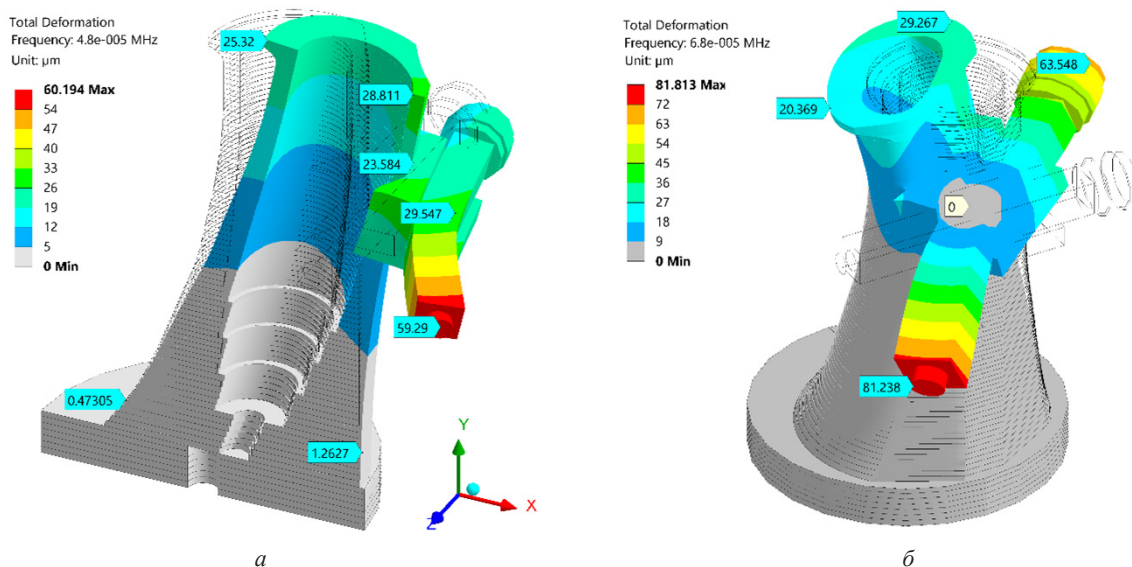 Total Deformation
Frequency: 4.8e-005 MHz
Unit: µm
60.194 Max
54
47
40
33
26
19
12
5
0 Min
25.32
28.811
23.584
29.547
59.29
0.47305
1.2627
Y
X
Z
а
Total Deformation
Frequency: 6.8e-005 MHz
Unit: µm
81.813 Max
72
63
54
45
36
27
18
9
0 Min
29.267
63.548
20.369
0
81.238
б